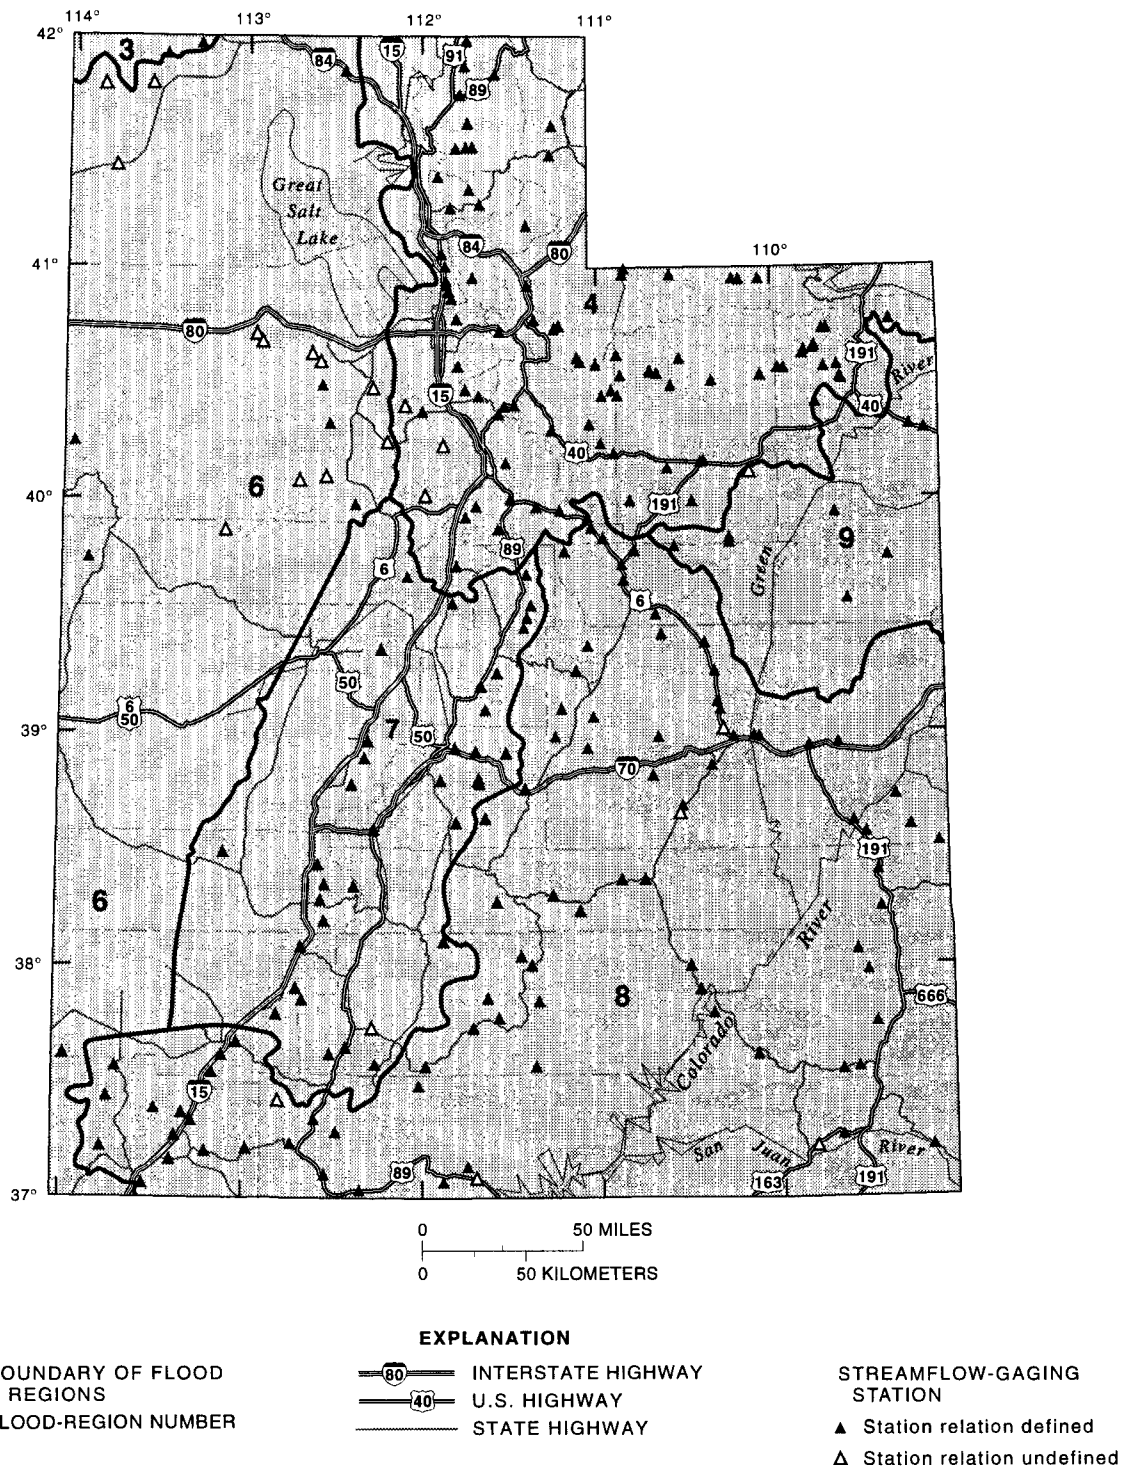 114° 113° 112° 111°
42°
3
84
15
91
89
Great
Salt
Lake
84
80
110°
41°
4
80
191
River
15
40
40
6
40°
191
89
9
6
Green
6
50
6
50
7
50
39°
70
191
6
River
38°
8
666
Colorado
15
San Juan River
89
37°
163
191
0 50 MILES
0 50 KILOMETERS
EXPLANATION
OUNDARY OF FLOOD
REGIONS
LOOD-REGION NUMBER
80 INTERSTATE HIGHWAY
40 U.S. HIGHWAY
STATE HIGHWAY
STREAMFLOW-GAGING
STATION
Station relation defined
Station relation undefined